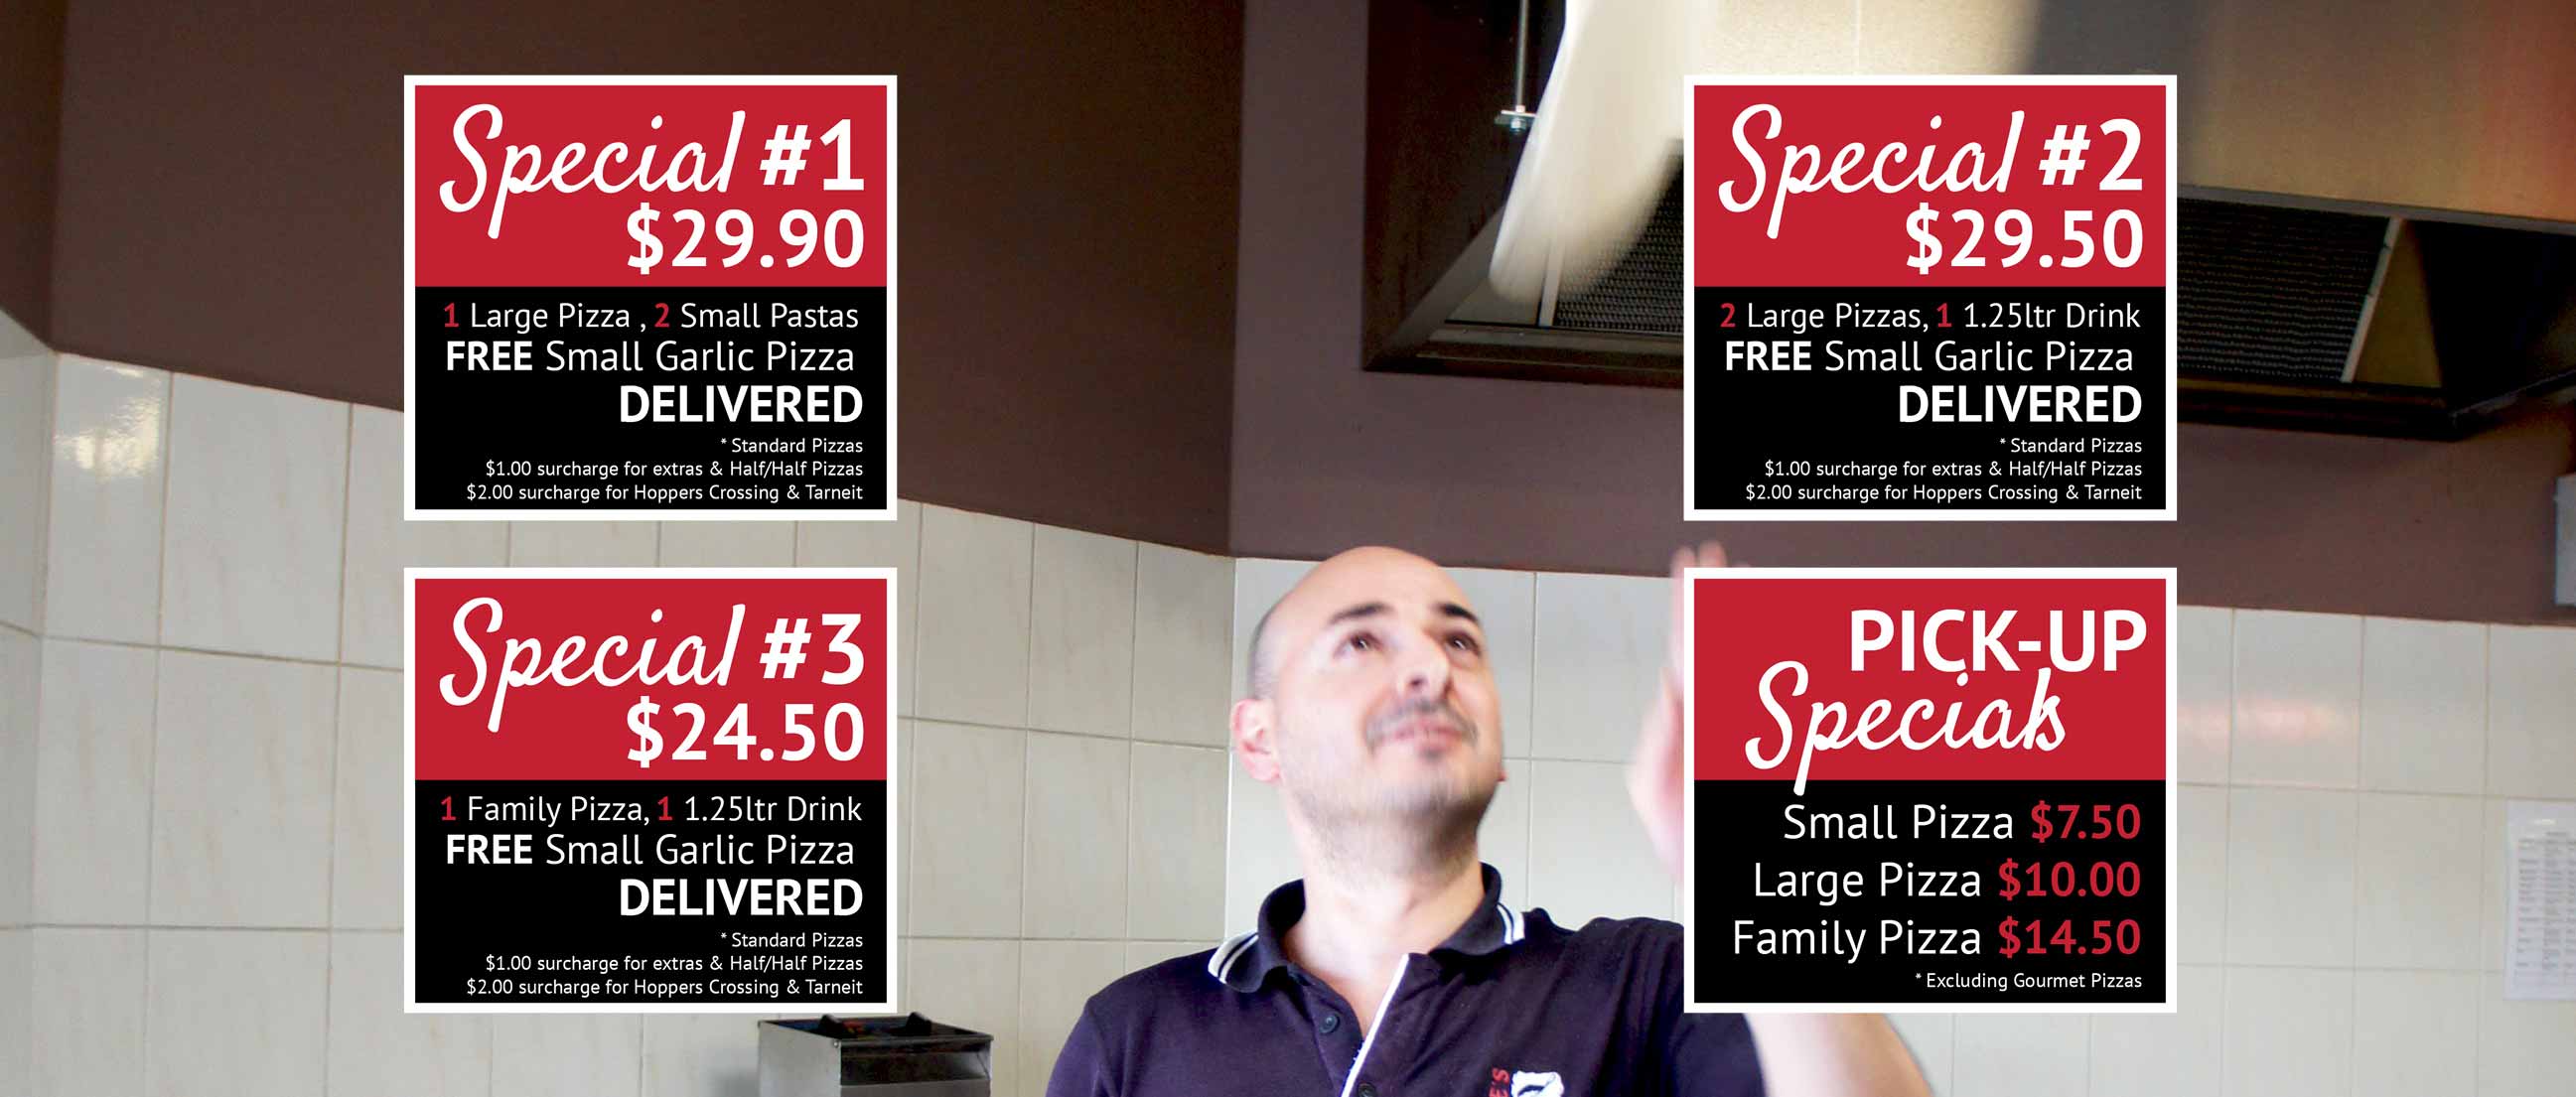 Special #1
$29.90
1 Large Pizza , 2 Small Pastas
FREE Small Garlic Pizza
DELIVERED
* Standard Pizzas
$1.00 surcharge for extras & Half/Half Pizzas
$2.00 surcharge for Hoppers Crossing & Tarneit
Special #2
$29.50
2 Large Pizzas, 1 1.25ltr Drink
FREE Small Garlic Pizza
DELIVERED
* Standard Pizzas
$1.00 surcharge for extras & Half/Half Pizzas
$2.00 surcharge for Hoppers Crossing & Tarneit
Special #3
$24.50
1 Family Pizza, 1 1.25ltr Drink
FREE Small Garlic Pizza
DELIVERED
* Standard Pizzas
$1.00 surcharge for extras & Half/Half Pizzas
$2.00 surcharge for Hoppers Crossing & Tarneit
PICK-UP
Specials
Small Pizza $7.50
Large Pizza $10.00
Family Pizza $14.50
* Excluding Gourmet Pizzas